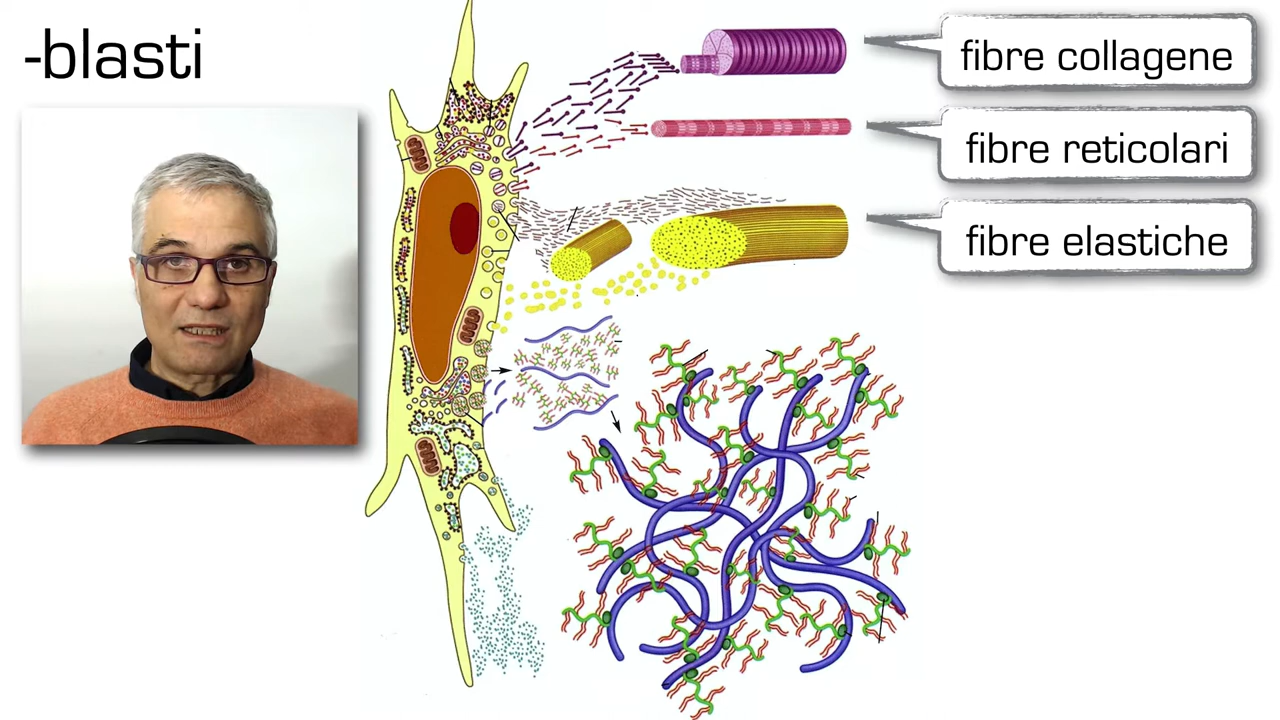 -blasti
fibre collagene
fibre reticolari
fibre elastiche